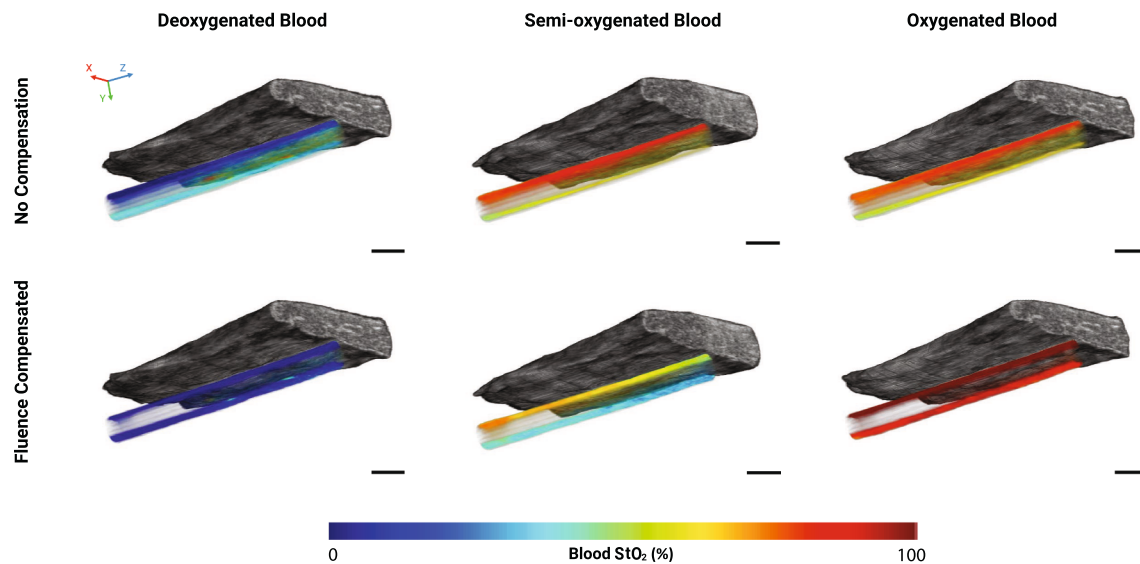 Deoxygenated Blood
Semi-oxygenated Blood
Oxygenated Blood
No Compensation
X
Z
Y
Fluence Compensated
0
Blood StO₂ (%)
100